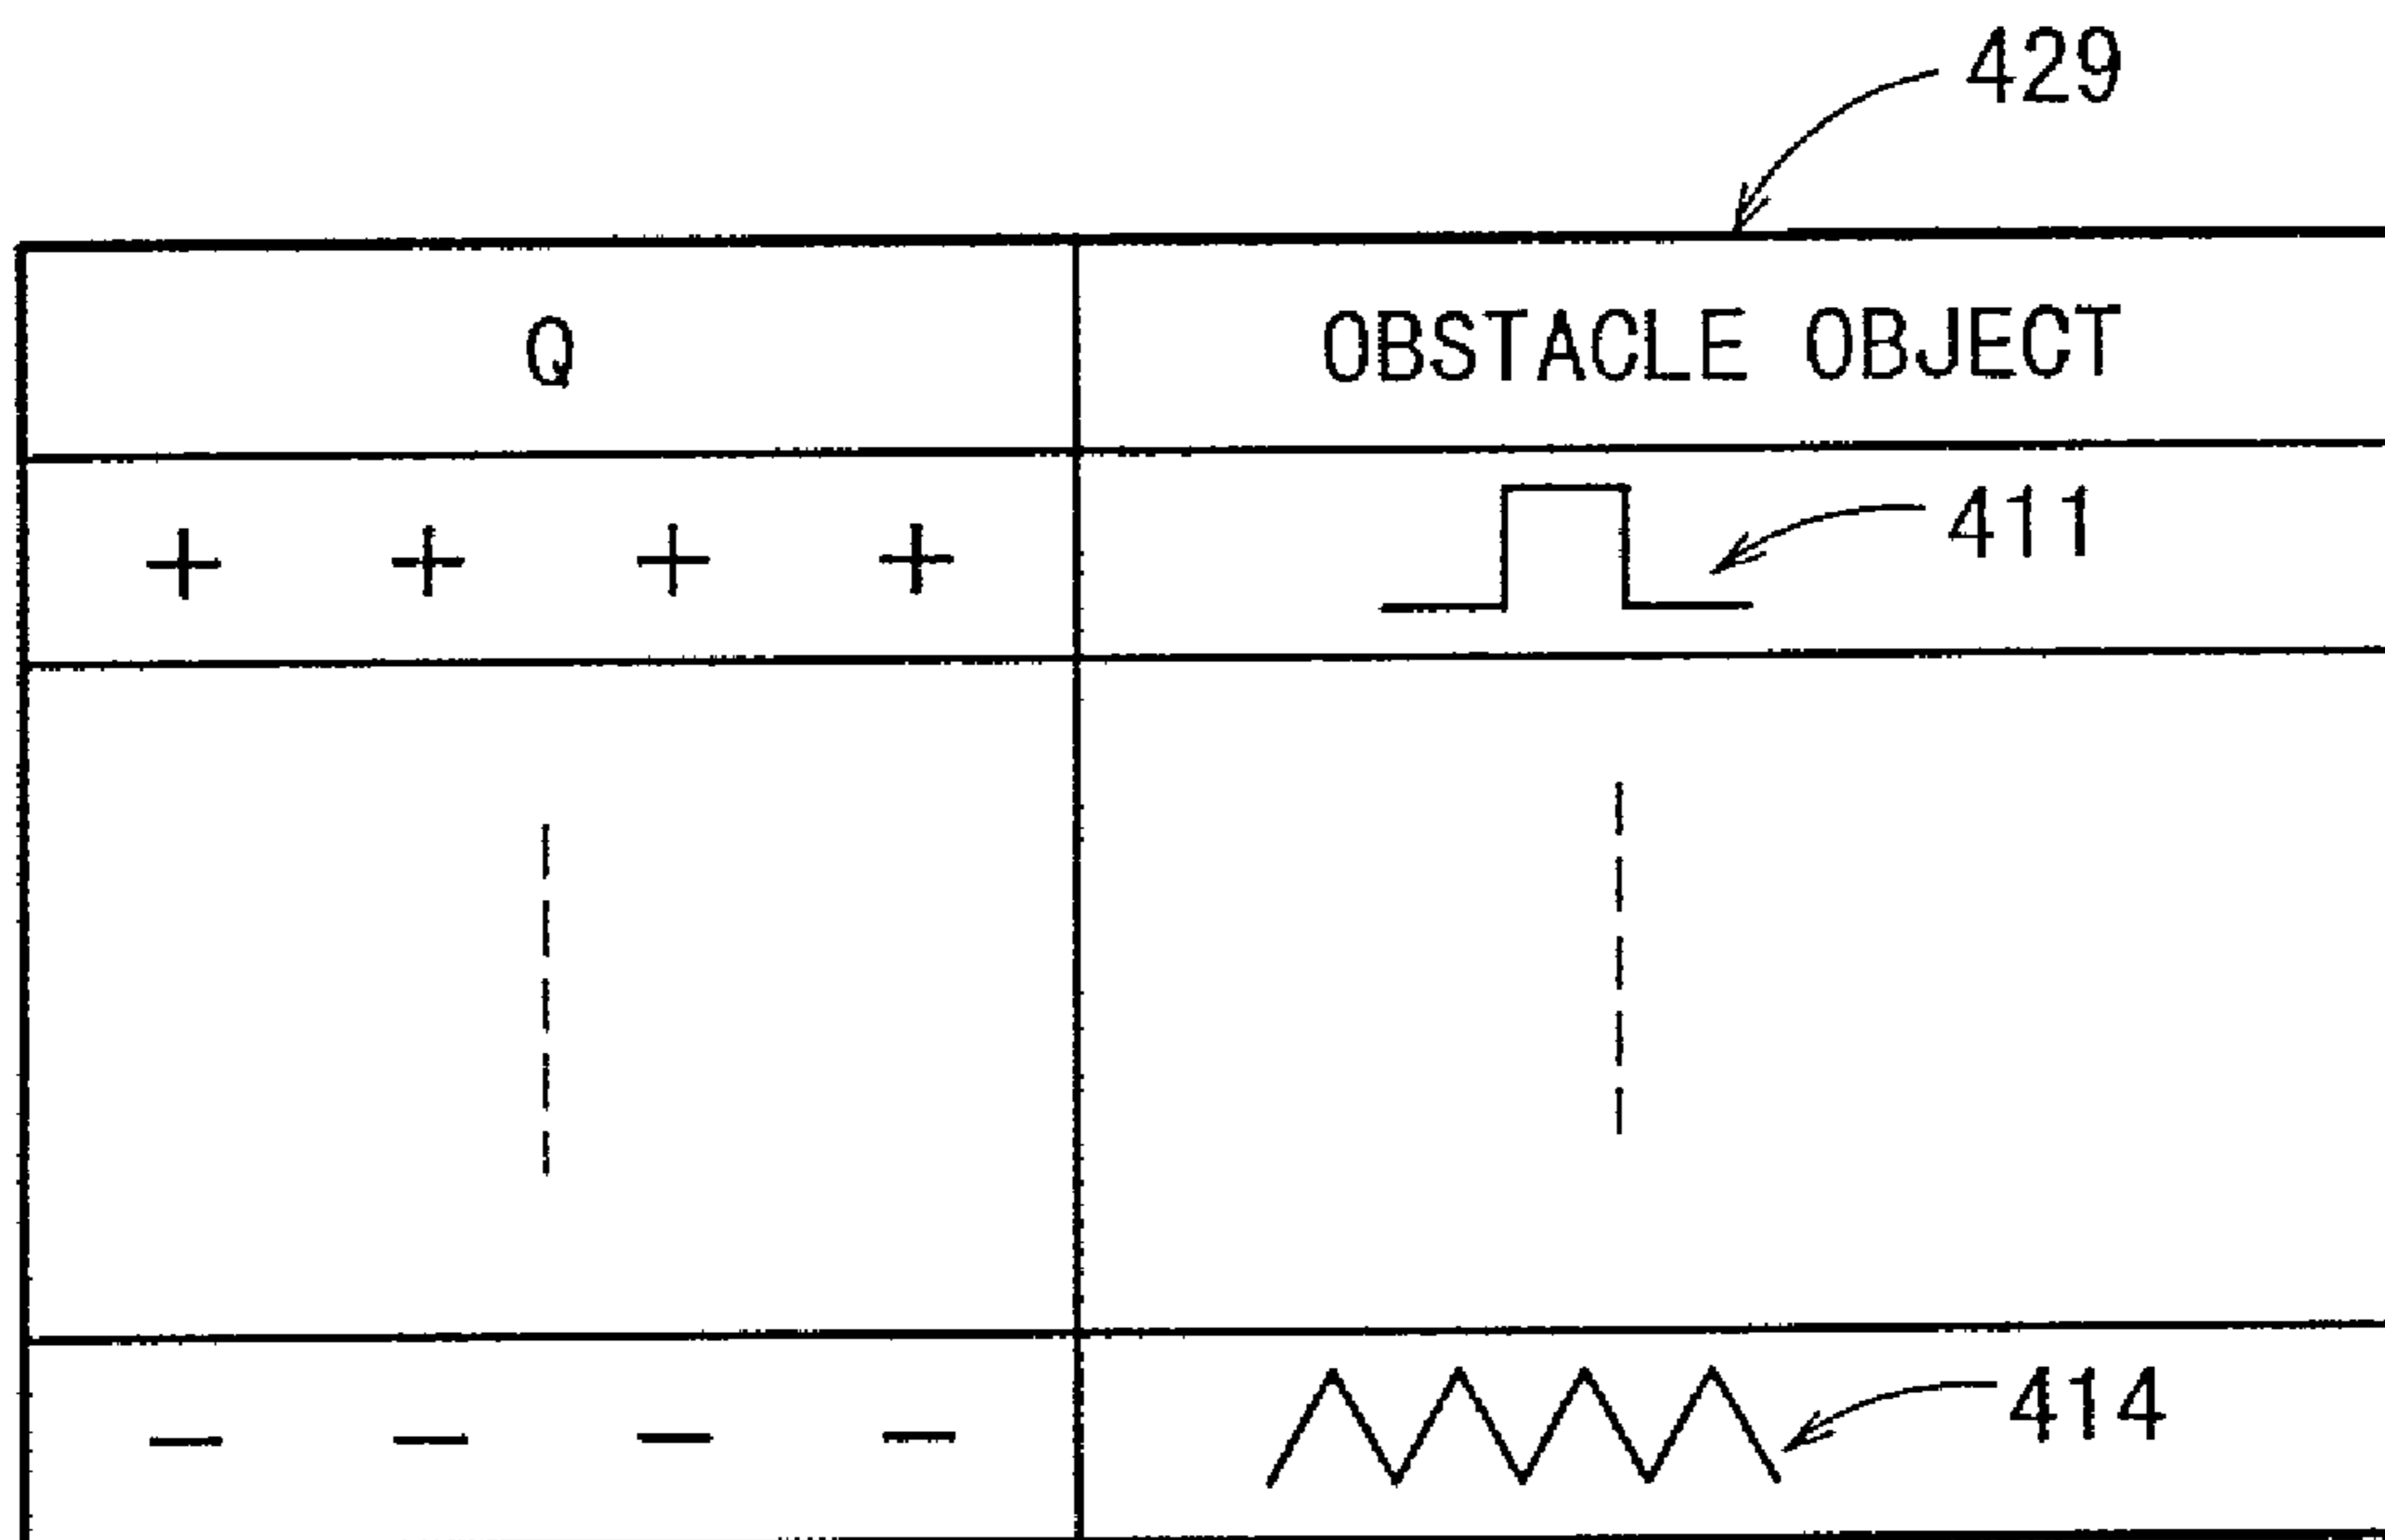 429
Q OBSTACLE OBJECT
+ + + + 411
− − − − 414